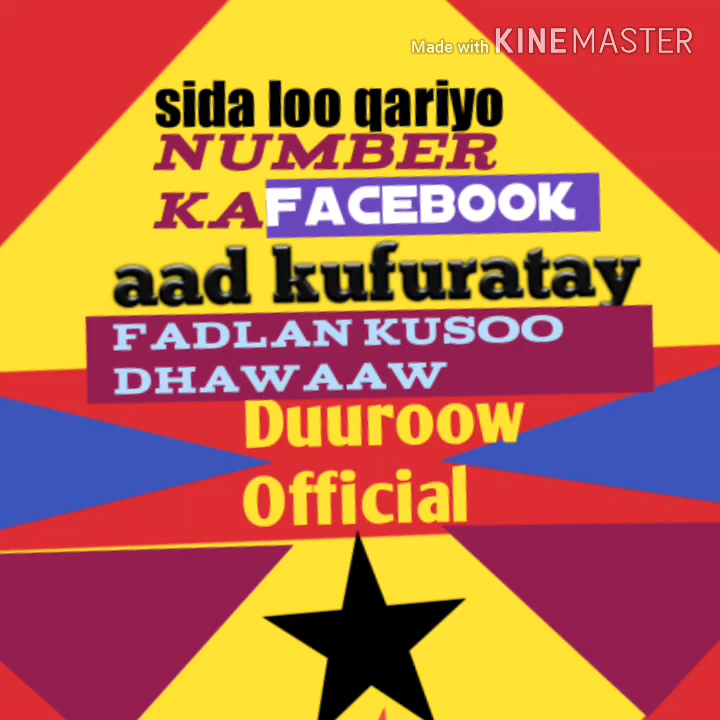 Made with KINEMASTER
sida loo qariyo
NUMBER
KA FACEBOOK
aad kufuratay
FADLAN KUSOO
DHAWAAW
Duuroow
Official